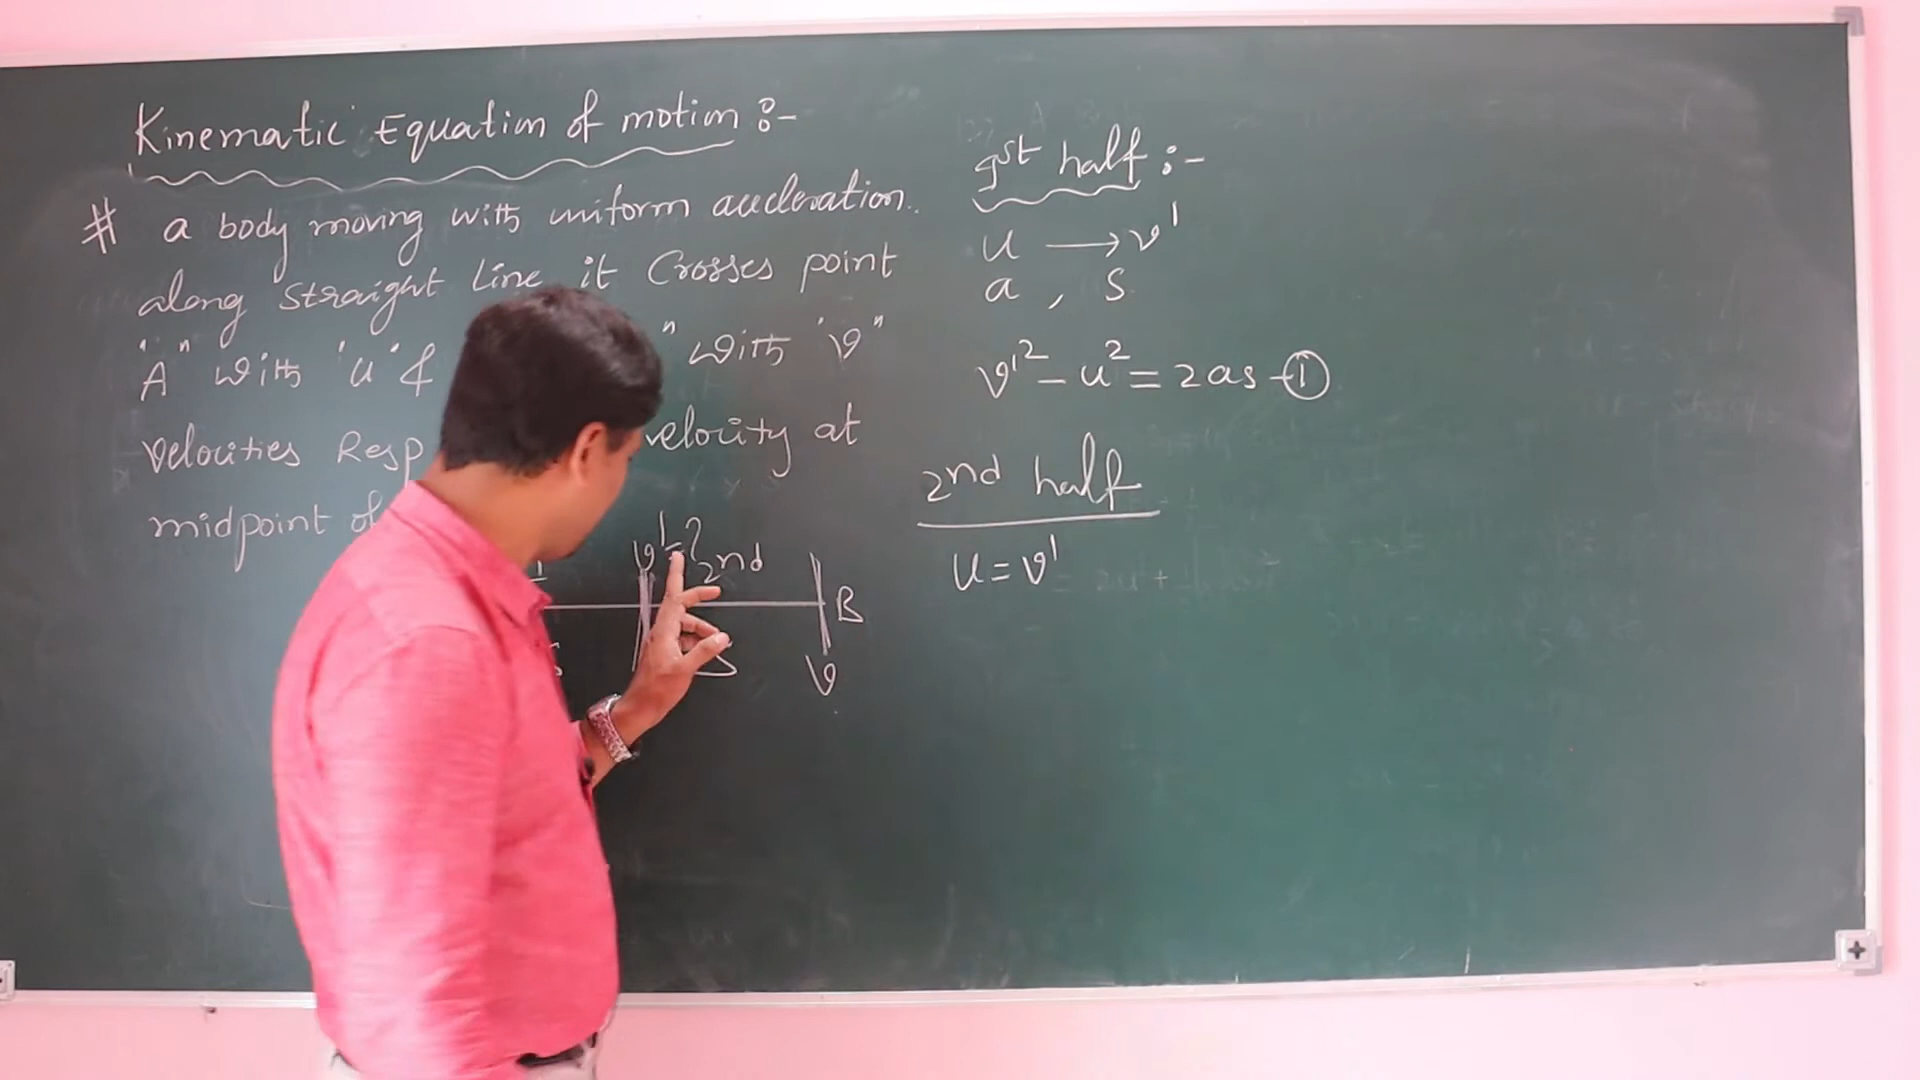 Kinematic Equation of motion :-
# a body moving with uniform accleration.
along straight line it Crosses point
"A" with 'u' & " with 'v"
velocities Resp velocity at
midpoint of
v' = ?
2nd
B
S
v
1st half :-
u → v'
a , s
v'² - u² = 2as - ①
2nd half
u = v'